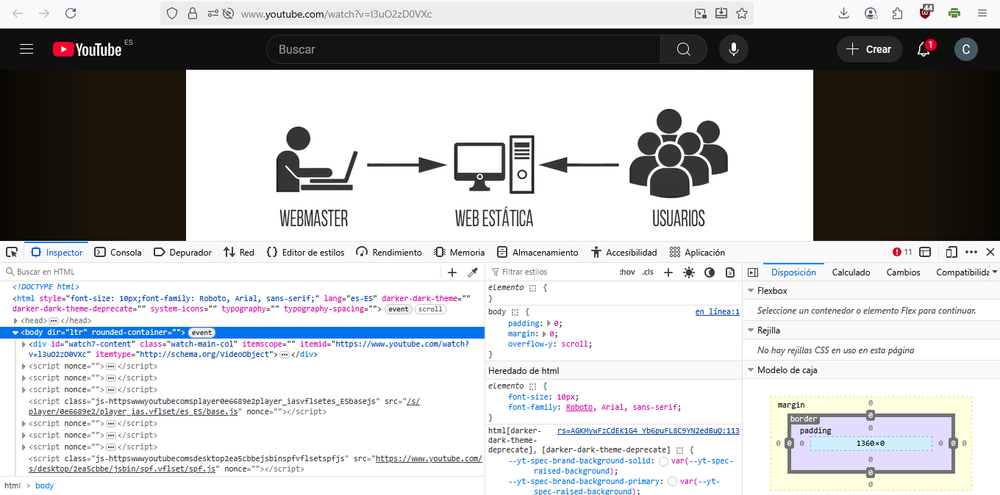 www.youtube.com/watch?v=l3uO2zD0VXc
44
YouTube ES
Buscar
Crear
1
C
WEBMASTER
WEB ESTÁTICA
USUARIOS
Inspector
Consola
Depurador
Red
Editor de estilos
Rendimiento
Memoria
Almacenamiento
Accesibilidad
Aplicación
11
Buscar en HTML
<!DOCTYPE html>
<html style="font-size: 10px;font-family: Roboto, Arial, sans-serif;" lang="es-ES" darker-dark-theme=""
darker-dark-theme-deprecate="" system-icons="" typography="" typography-spacing=""> event scroll
<head> ··· </head>
<body dir="ltr" rounded-container=""> event
<div id="watch7-content" class="watch-main-col" itemscope="" itemid="https://www.youtube.com/watch?
v=l3uO2zD0VXc" itemtype="http://schema.org/VideoObject"> ··· </div>
<script nonce=""> ··· </script>
<script nonce=""> ··· </script>
<script nonce=""> ··· </script>
<script class="js-httpswwwyoutubecomsplayer0e6689e2player_iasvflsetes_ESbasejs" src="/s/
player/0e6689e2/player_ias.vflset/es_ES/base.js" nonce=""></script>
<script nonce=""> ··· </script>
<script nonce=""> ··· </script>
<script nonce=""> ··· </script>
<script class="js-httpswwwyoutubecomsdesktop2ea5cbbejsbinspfvflsetspfjs" src="https://www.youtube.com/
s/desktop/2ea5cbbe/jsbin/spf.vflset/spf.js" nonce=""></script>
html > body
Filtrar estilos
:hov .cls
elemento {
}
body { en línea:1
padding: 0;
margin: 0;
overflow-y: scroll;
}
Heredado de html
elemento {
font-size: 10px;
font-family: Roboto, Arial, sans-serif;
}
html[darker- rs=AGKMywFzCdEK1G4_Yb6puFL8C9YN2edBuQ:113
dark-theme-
deprecate], [darker-dark-theme-deprecate] {
--yt-spec-brand-background-solid: var(--yt-spec-
raised-background);
--yt-spec-brand-background-primary: var(--yt-
spec-raised-background);
Disposición
Calculado
Cambios
Compatibilida
Flexbox
Seleccione un contenedor o elemento Flex para continuar.
Rejilla
No hay rejillas CSS en uso en esta página
Modelo de caja
margin 0
border 0
padding 0
0 0 0 1360×0 0 0 0
0
0
0